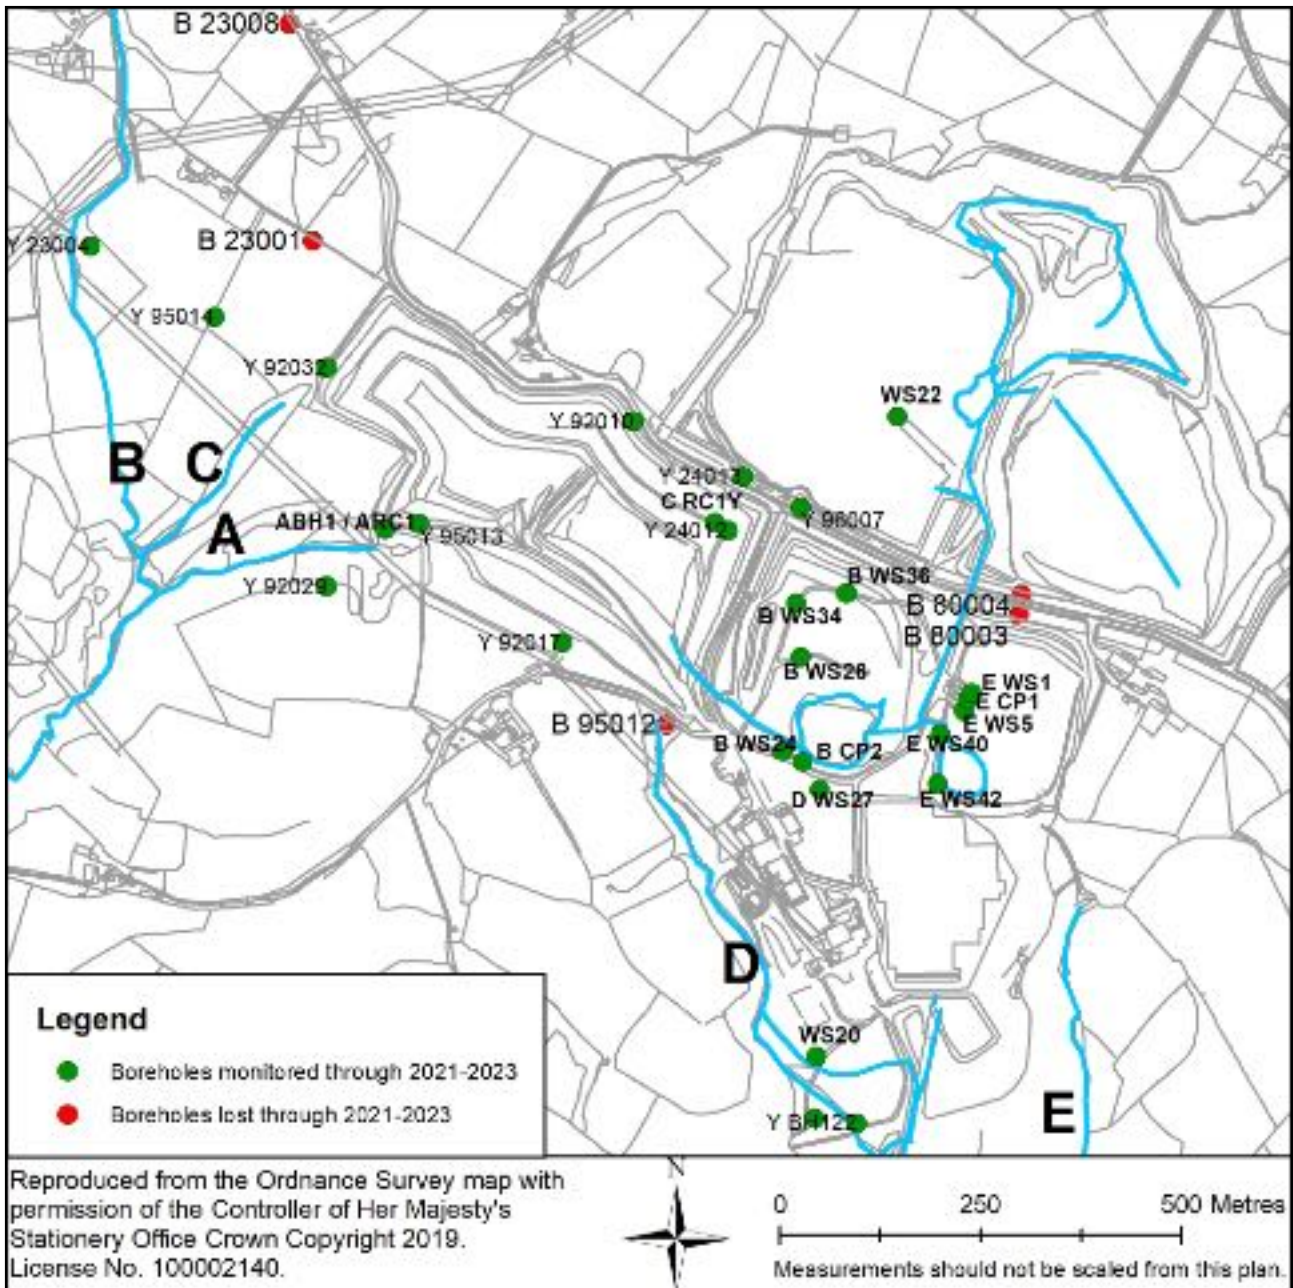 B 23008
B 23001
Y 23004
Y 95014
Y 92032
Y 92010
WS22
B
C
Y 24013
C RC1Y
Y 96007
A
ABH1 / ARC1
Y 24012
Y 95013
Y 92029
B WS36
B 80004
B WS34
B 80003
Y 92017
B WS26
E WS1
E CP1
B 95012
E WS5
B WS24
B CP2
E WS40
D WS27
E WS42
D
Legend
WS20
Boreholes monitored through 2021-2023
Boreholes lost through 2021-2023
Y BH122
E
N
Reproduced from the Ordnance Survey map with
permission of the Controller of Her Majesty's
Stationery Office Crown Copyright 2019.
License No. 100002140.
0 250 500 Metres
Measurements should not be scaled from this plan.